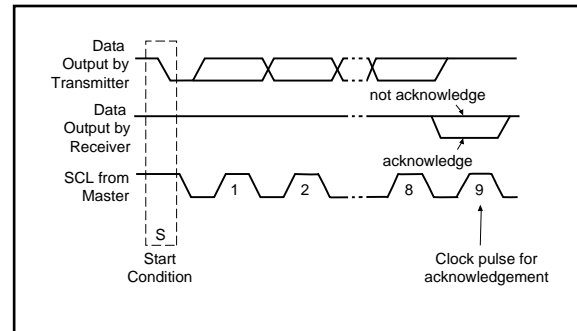 Data
Output by
Transmitter
not acknowledge
Data
Output by
Receiver
acknowledge
SCL from
Master
1
2
8
9
S
Start
Condition
Clock pulse for
acknowledgement